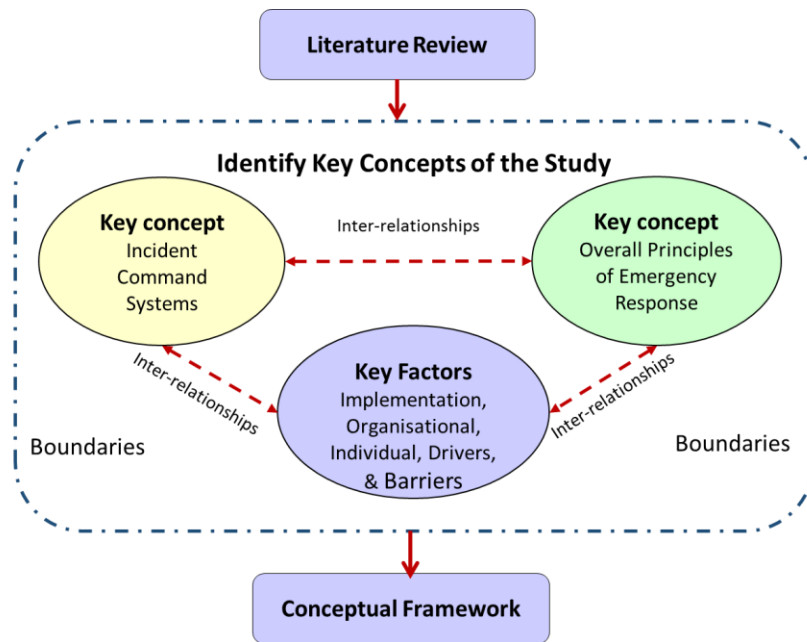 Literature Review
Identify Key Concepts of the Study
Key concept
Incident
Command
Systems
Inter-relationships
Key concept
Overall Principles
of Emergency
Response
Inter-relationships
Key Factors
Implementation,
Organisational,
Individual, Drivers,
& Barriers
Inter-relationships
Boundaries
Boundaries
Conceptual Framework